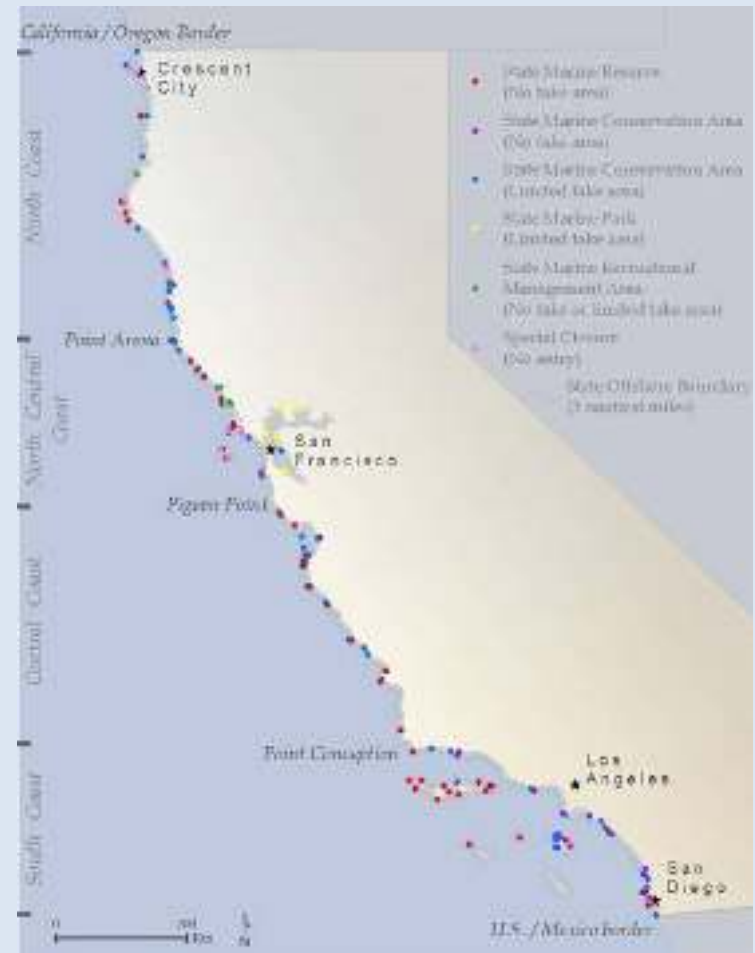 California / Oregon Border
Crescent
City
State Marine Reserve
(No take area)
State Marine Conservation Area
(No take area)
State Marine Conservation Area
(Limited take area)
State Marine Park
(Limited take area)
State Marine Recreational
Management Area
(No take or limited take area)
Special Closure
(No entry)
State Offshore Boundary
(3 nautical miles)
North Coast
Point Arena
North Central
Coast
San
Francisco
Pigeon Point
Central Coast
Point Conception
Los
Angeles
South Coast
San
Diego
0
Km
N
U.S. / Mexico border